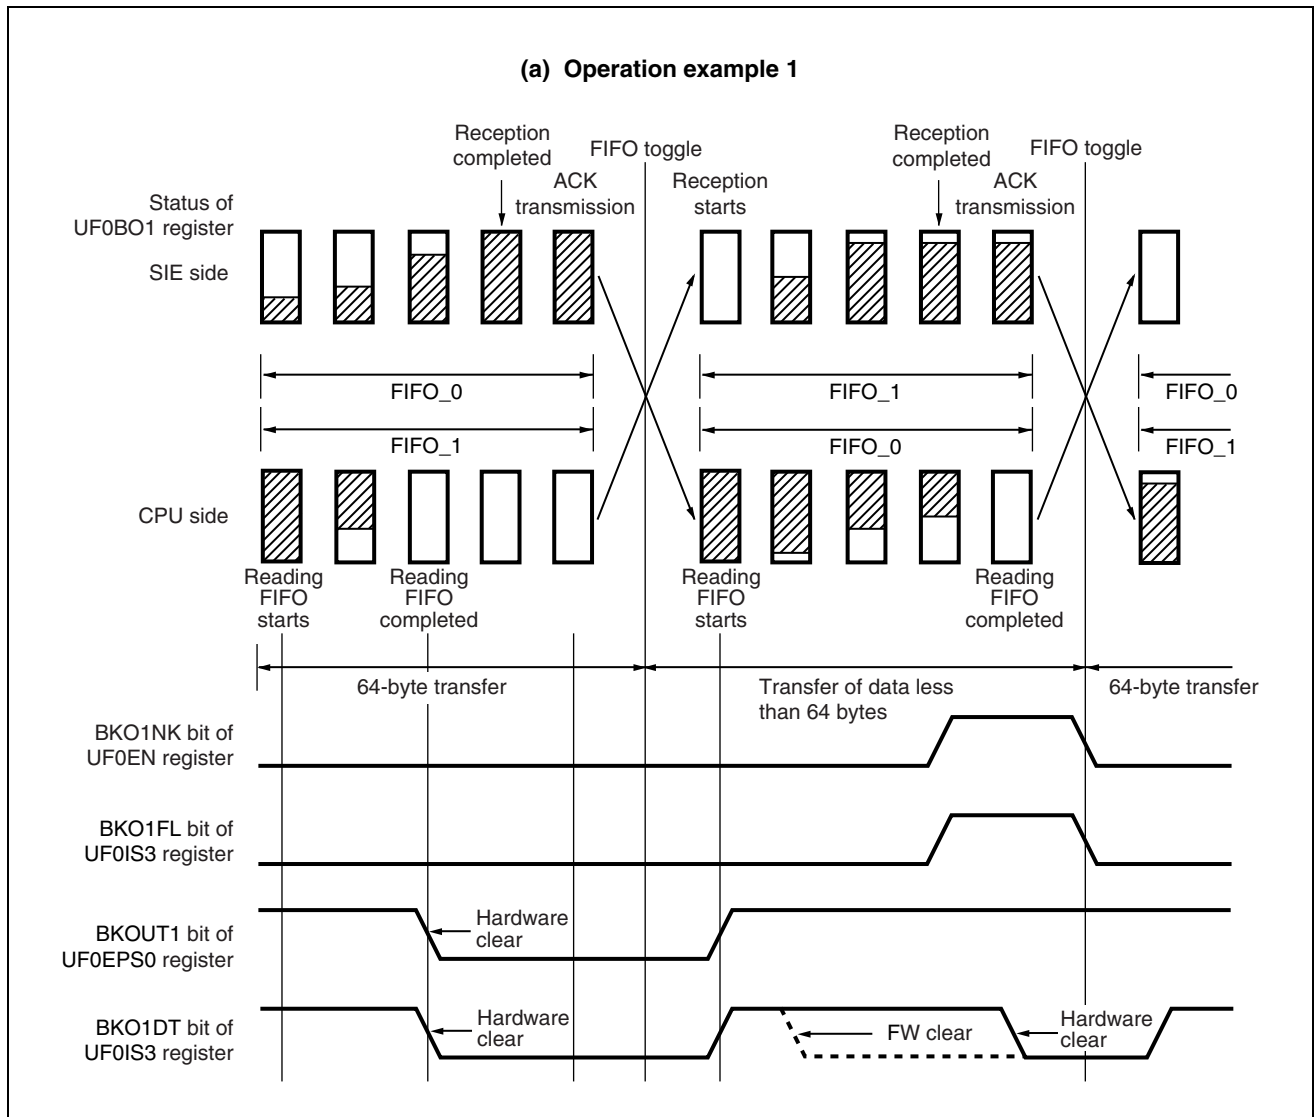 (a) Operation example 1
Reception
completed
FIFO toggle
Reception
completed
FIFO toggle
ACK
transmission
Reception
starts
ACK
transmission
Status of
UF0BO1 register
SIE side
FIFO_0
FIFO_1
FIFO_0
FIFO_1
FIFO_0
FIFO_1
CPU side
Reading
FIFO
starts
Reading
FIFO
completed
Reading
FIFO
starts
Reading
FIFO
completed
64-byte transfer
Transfer of data less
than 64 bytes
64-byte transfer
BKO1NK bit of
UF0EN register
BKO1FL bit of
UF0IS3 register
BKOUT1 bit of
UF0EPS0 register
Hardware
clear
BKO1DT bit of
UF0IS3 register
Hardware
clear
FW clear
Hardware
clear